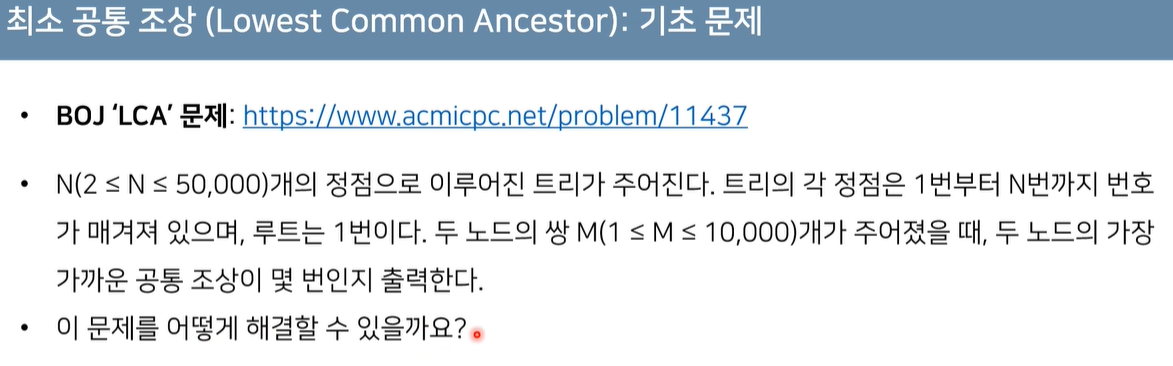 최소 공통 조상 (Lowest Common Ancestor): 기초 문제
• BOJ ‘LCA’ 문제: https://www.acmicpc.net/problem/11437
• N(2 ≤ N ≤ 50,000)개의 정점으로 이루어진 트리가 주어진다. 트리의 각 정점은 1번부터 N번까지 번호
가 매겨져 있으며, 루트는 1번이다. 두 노드의 쌍 M(1 ≤ M ≤ 10,000)개가 주어졌을 때, 두 노드의 가장
가까운 공통 조상이 몇 번인지 출력한다.
• 이 문제를 어떻게 해결할 수 있을까요?